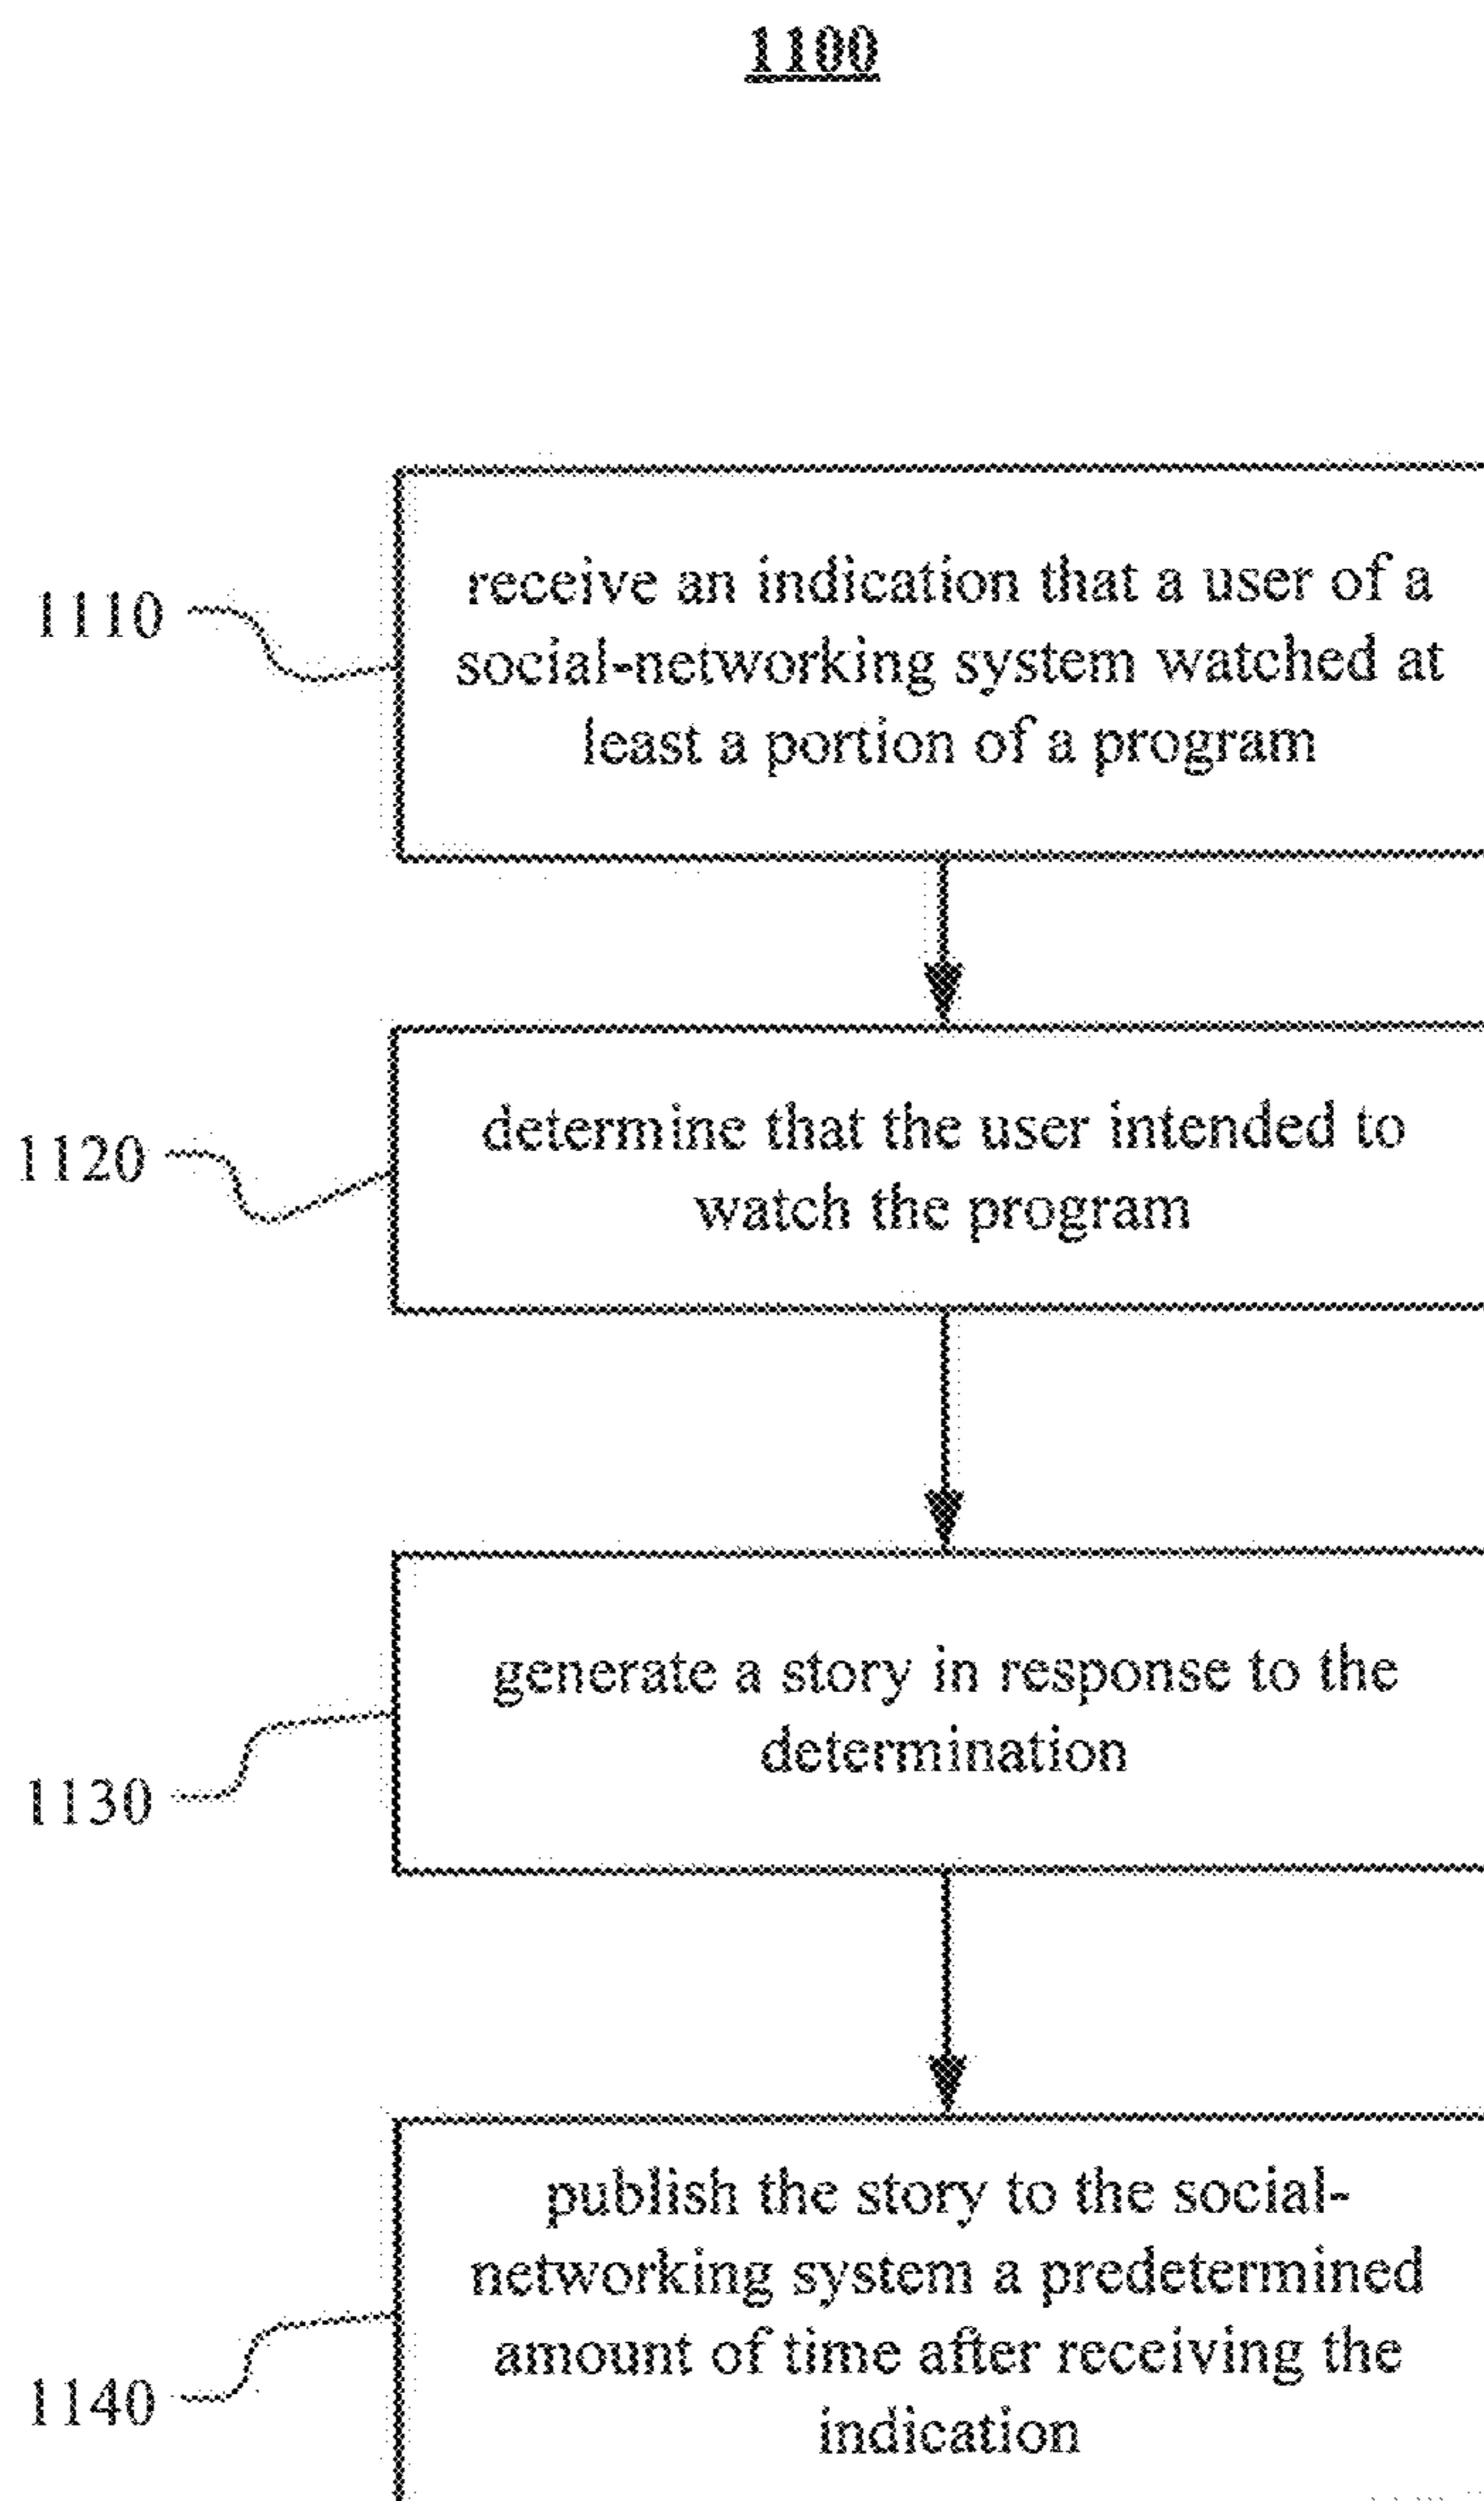 1100
1110
receive an indication that a user of a
social-networking system watched at
least a portion of a program
1120
determine that the user intended to
watch the program
1130
generate a story in response to the
determination
1140
publish the story to the social-
networking system a predetermined
amount of time after receiving the
indication